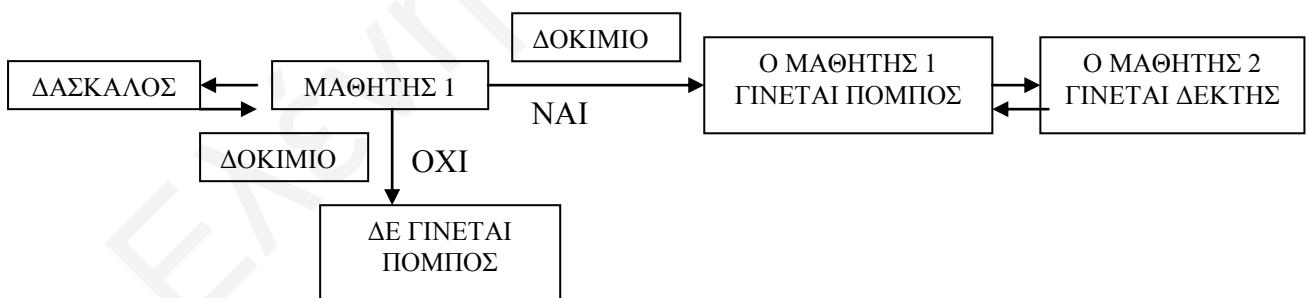 ΔΟΚΙΜΙΟ
ΔΑΣΚΑΛΟΣ
ΜΑΘΗΤΗΣ 1
ΝΑΙ
Ο ΜΑΘΗΤΗΣ 1
ΓΙΝΕΤΑΙ ΠΟΜΠΟΣ
Ο ΜΑΘΗΤΗΣ 2
ΓΙΝΕΤΑΙ ΔΕΚΤΗΣ
ΔΟΚΙΜΙΟ
ΟΧΙ
ΔΕ ΓΙΝΕΤΑΙ
ΠΟΜΠΟΣ